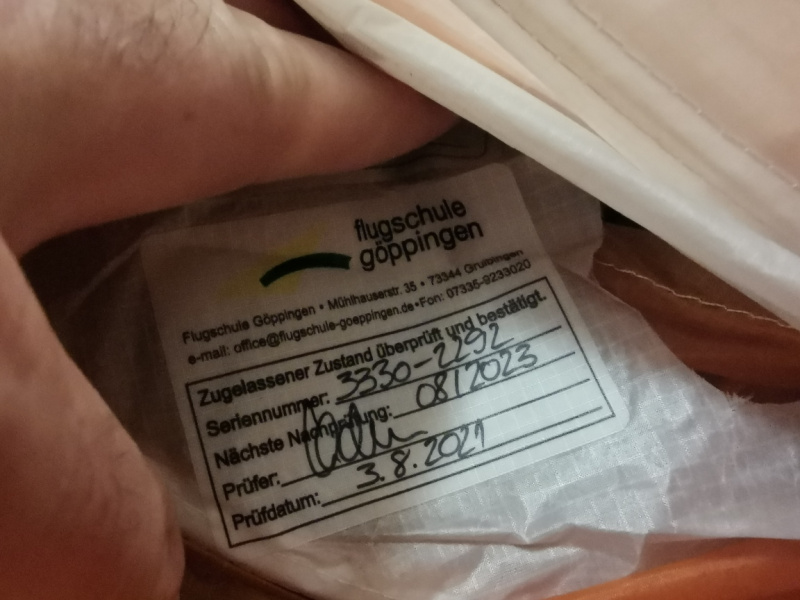 flugschule
göppingen
Flugschule Göppingen • Mühlhauserstr. 35 • 73344 Gruibingen
e-mail: office@flugschule-goeppingen.de • Fon: 07335-9233020
Zugelassener Zustand überprüft und bestätigt.
Seriennummer: 3330-2292
Nächste Nachprüfung: 08/2023
Prüfer:
Prüfdatum: 3.8.2021